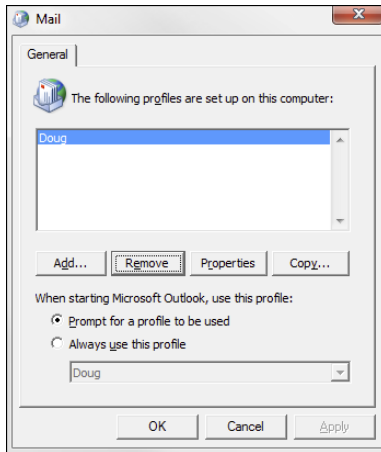 Mail
General
The following profiles are set up on this computer:
Doug
Add... Remove Properties Copy...
When starting Microsoft Outlook, use this profile:
Prompt for a profile to be used
Always use this profile
Doug
OK Cancel Apply